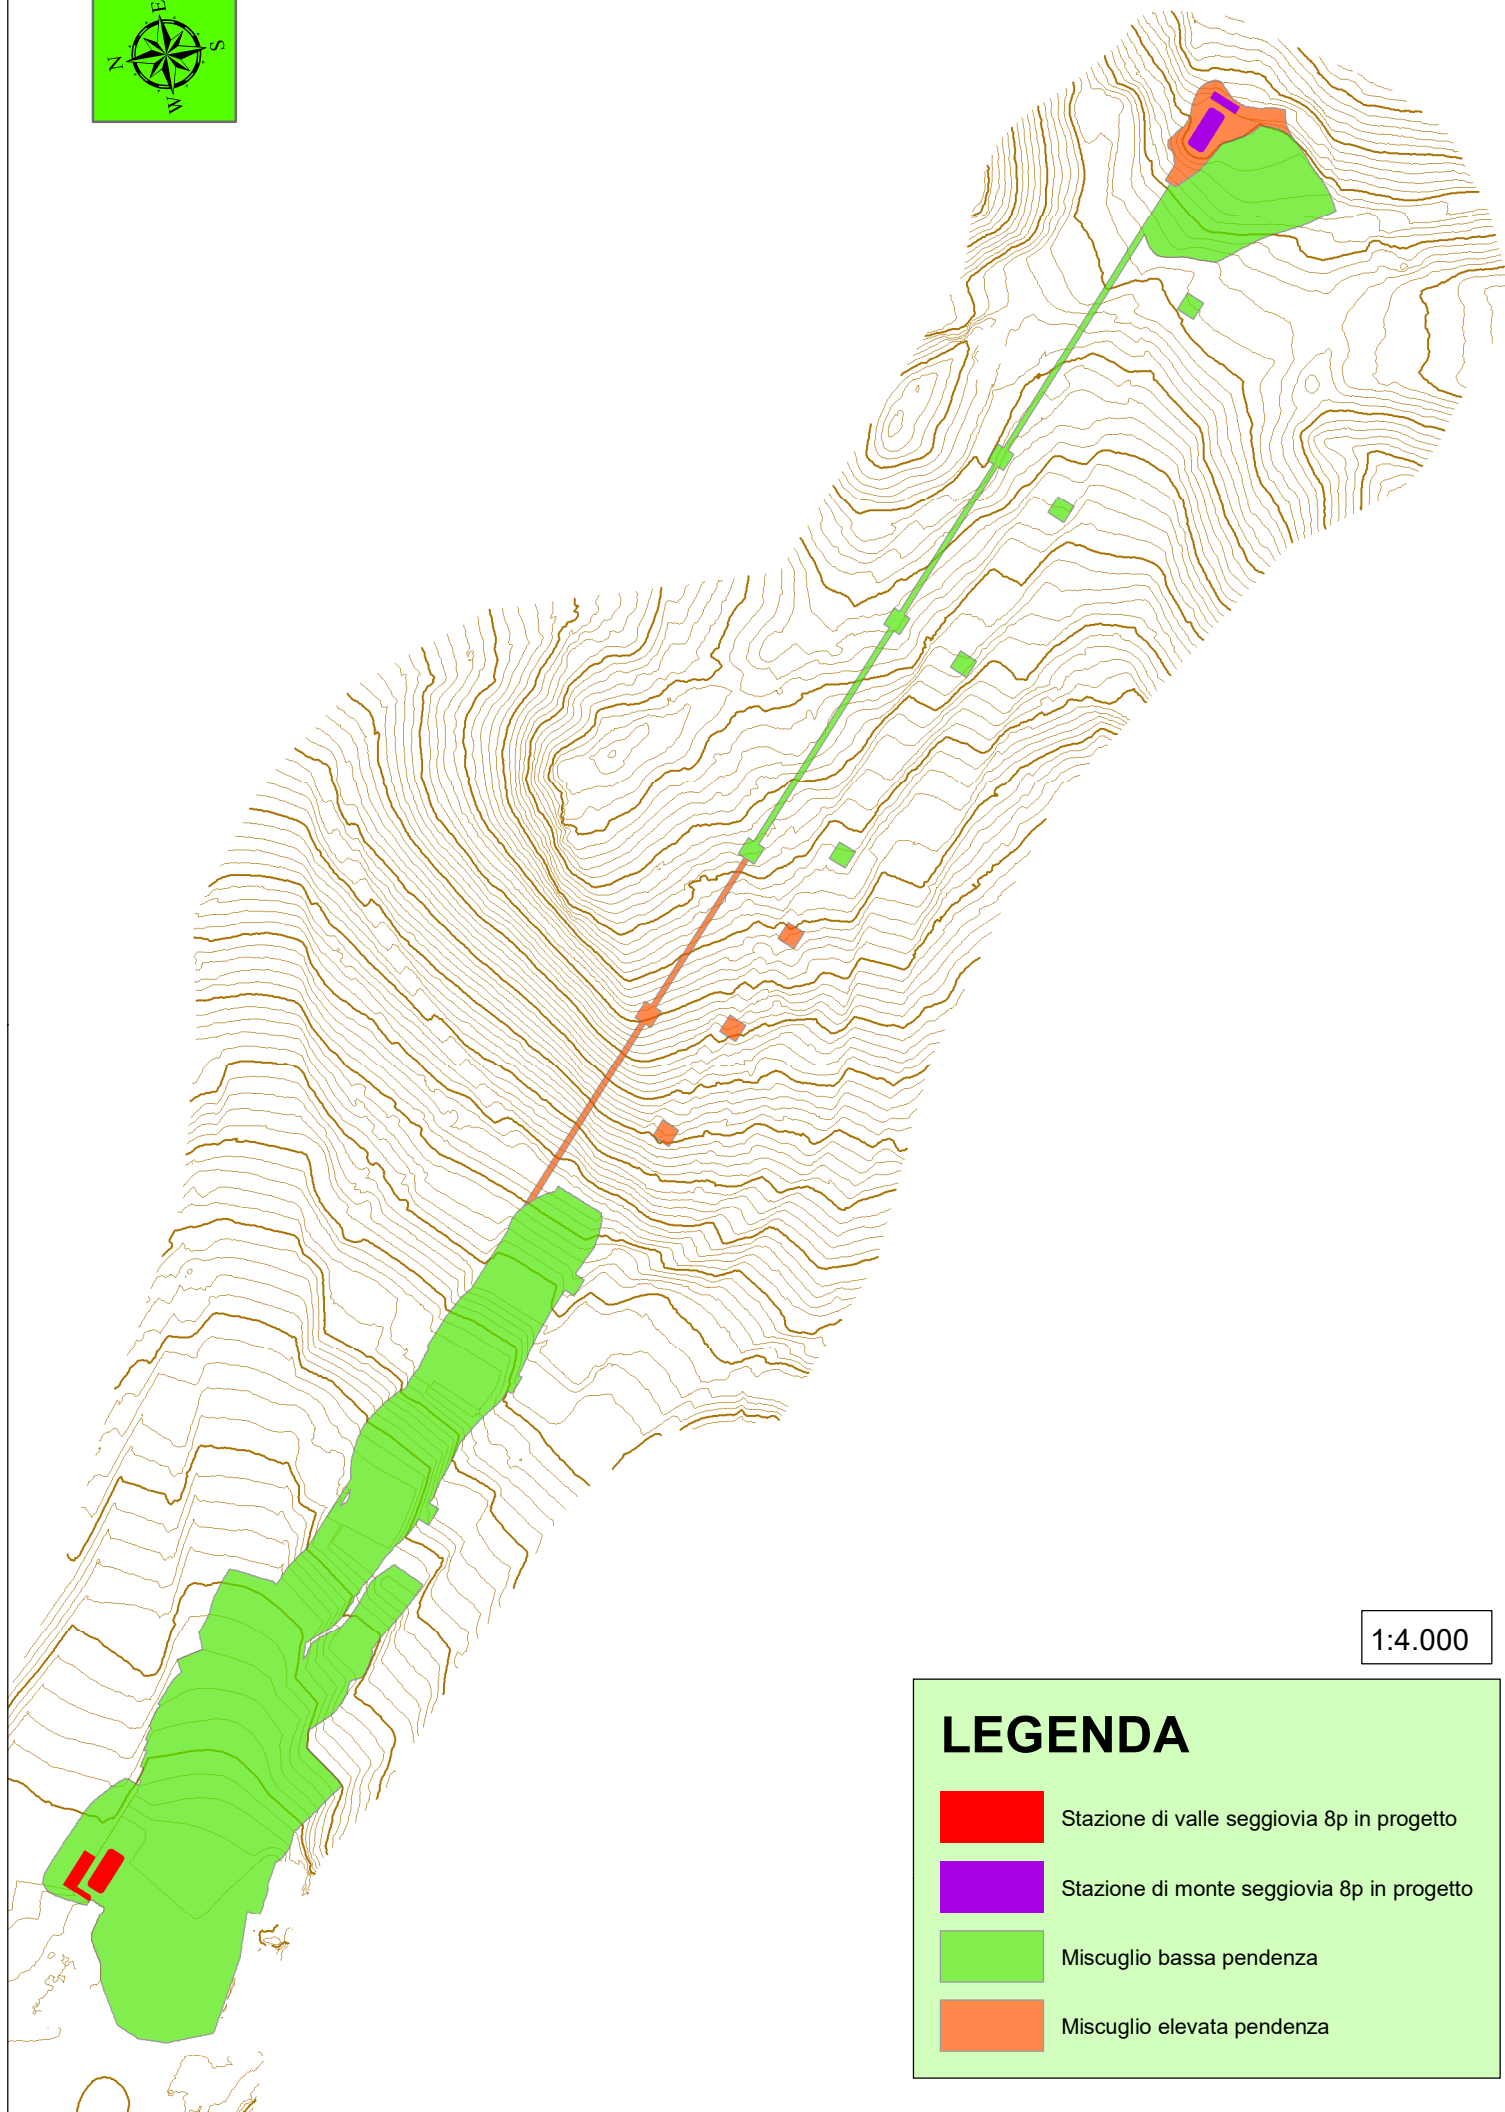 E
N
S
W
1:4.000
LEGENDA
Stazione di valle seggiovia 8p in progetto
Stazione di monte seggiovia 8p in progetto
Miscuglio bassa pendenza
Miscuglio elevata pendenza